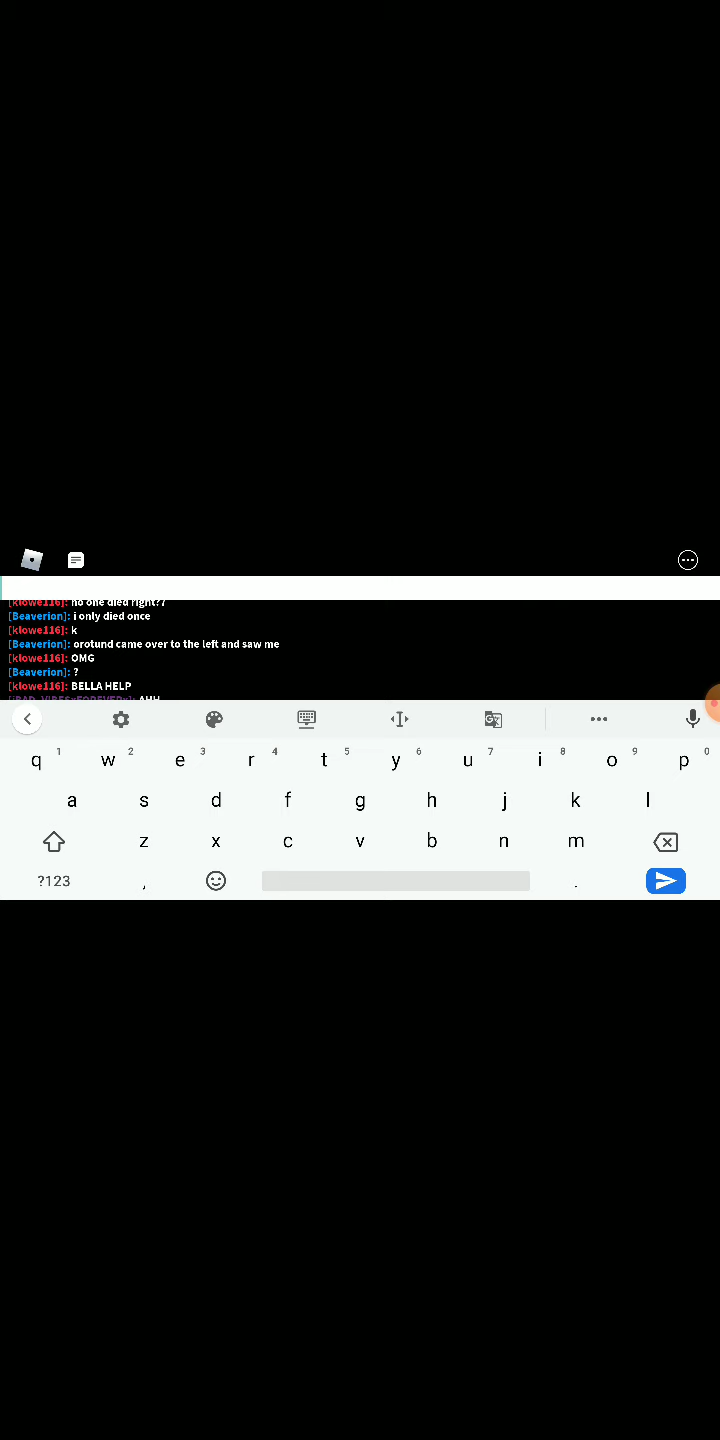 [klowe116]: no one died right??
[Beaverion]: i only died once
[klowe116]: k
[Beaverion]: orotund came over to the left and saw me
[klowe116]: OMG
[Beaverion]: ?
[klowe116]: BELLA HELP
AHH
q 1 w 2 e 3 r 4 t 5 y 6 u 7 i 8 o 9 p 0
a s d f g h j k l
z x c v b n m
?123 , .